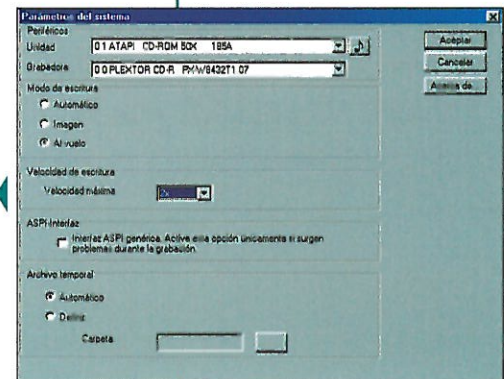 Parámetros del sistema
Periféricos
Unidad 0 1 ATAPI CD-ROM 50X 185A
Grabadora 0 0 PLEXTOR CD-R PX-W8432T1 07
Aceptar
Cancelar
Acerca de...
Modo de escritura
Automático
Imagen
Al vuelo
Velocidad de escritura
Velocidad máxima
ASPI-Interfaz
Interfaz ASPI genérica. Active esta opción únicamente si surgen
problemas durante la grabación.
Archivo temporal
Automático
Definir
Carpeta